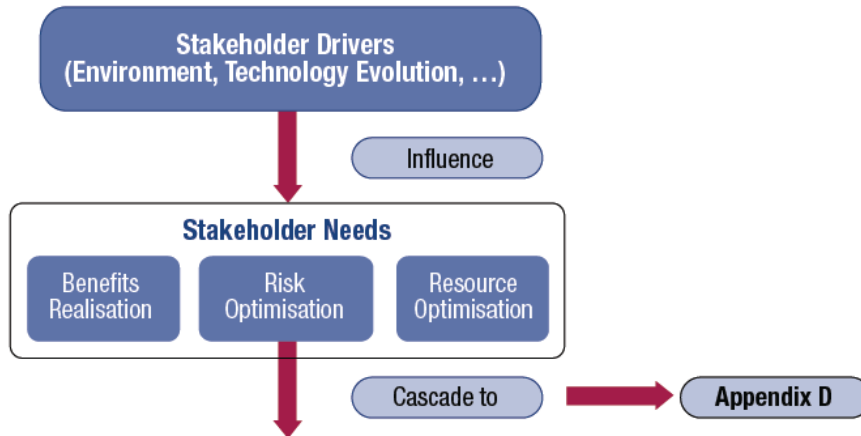 Stakeholder Drivers
(Environment, Technology Evolution, …)
Influence
Stakeholder Needs
Benefits
Realisation
Risk
Optimisation
Resource
Optimisation
Cascade to
Appendix D